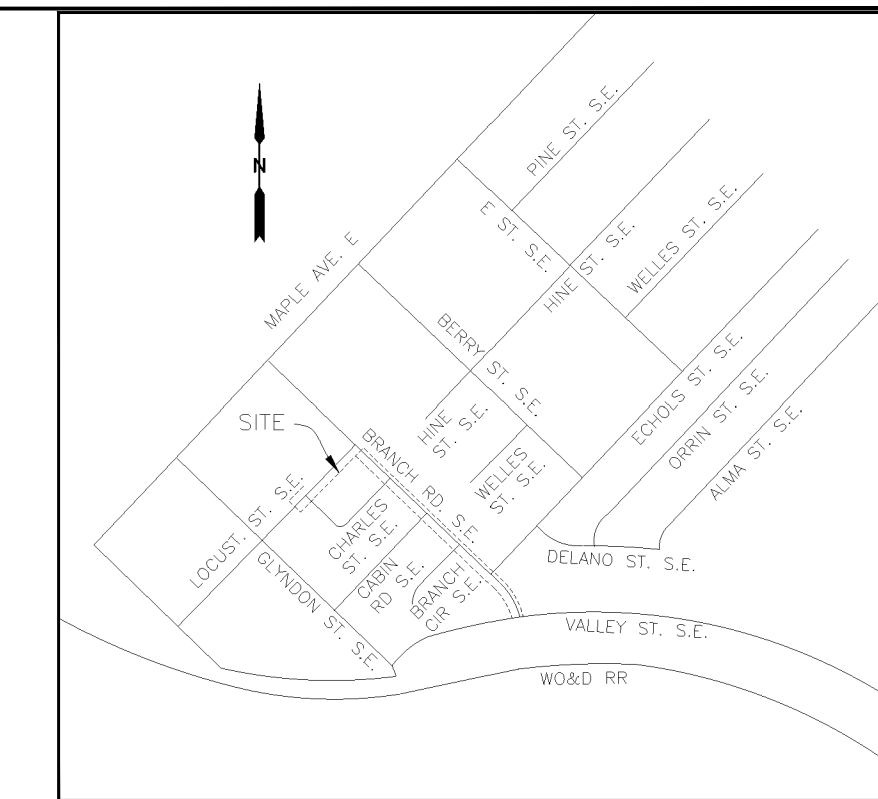 N
PINE ST. S.E.
E ST. S.E.
HINE ST. S.E.
WELLES ST. S.E.
MAPLE AVE. E
BERRY ST. S.E.
ECHOLS ST. S.E.
ORRIN ST. S.E.
ALMA ST. S.E.
SITE
BRANCH RD. S.E.
HINE
ST. S.E.
WELLES
ST. S.E.
LOCUST. ST. S.E.
CHARLES
ST. S.E.
GLYNDON ST. S.E.
CABIN
RD S.E.
BRANCH
CIR S.E.
DELANO ST. S.E.
VALLEY ST. S.E.
WO&D RR